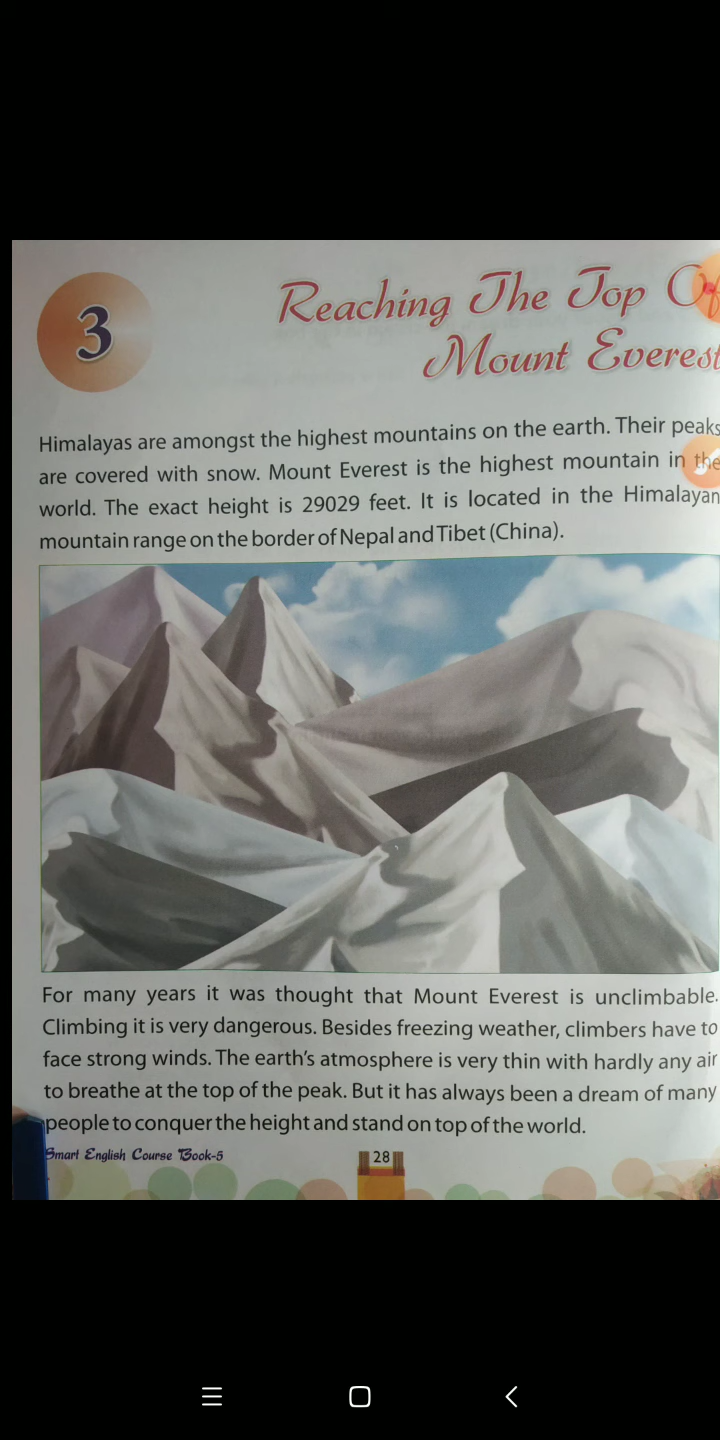 3
Reaching The Top Of
Mount Everest
Himalayas are amongst the highest mountains on the earth. Their peaks
are covered with snow. Mount Everest is the highest mountain in the
world. The exact height is 29029 feet. It is located in the Himalayan
mountain range on the border of Nepal and Tibet (China).
For many years it was thought that Mount Everest is unclimbable.
Climbing it is very dangerous. Besides freezing weather, climbers have to
face strong winds. The earth's atmosphere is very thin with hardly any air
to breathe at the top of the peak. But it has always been a dream of many
people to conquer the height and stand on top of the world.
Smart English Course Book-5
28